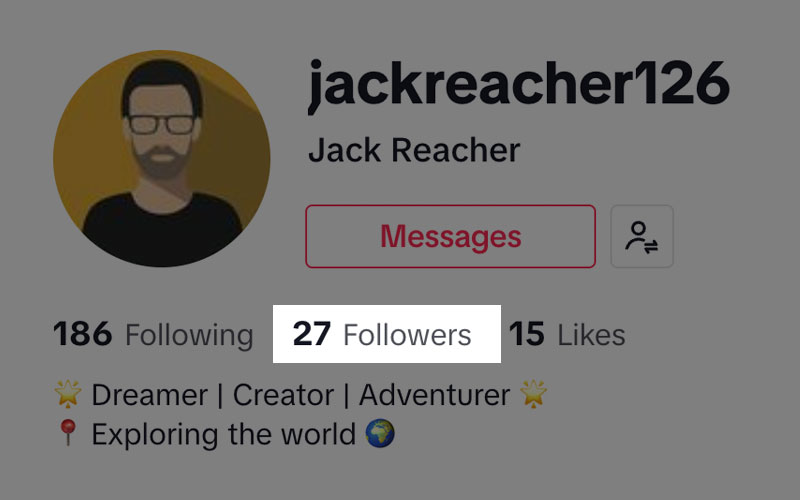 jackreacher126
Jack Reacher
Messages
186 Following 27 Followers 15 Likes
🌟 Dreamer | Creator | Adventurer 🌟
📍 Exploring the world 🌍